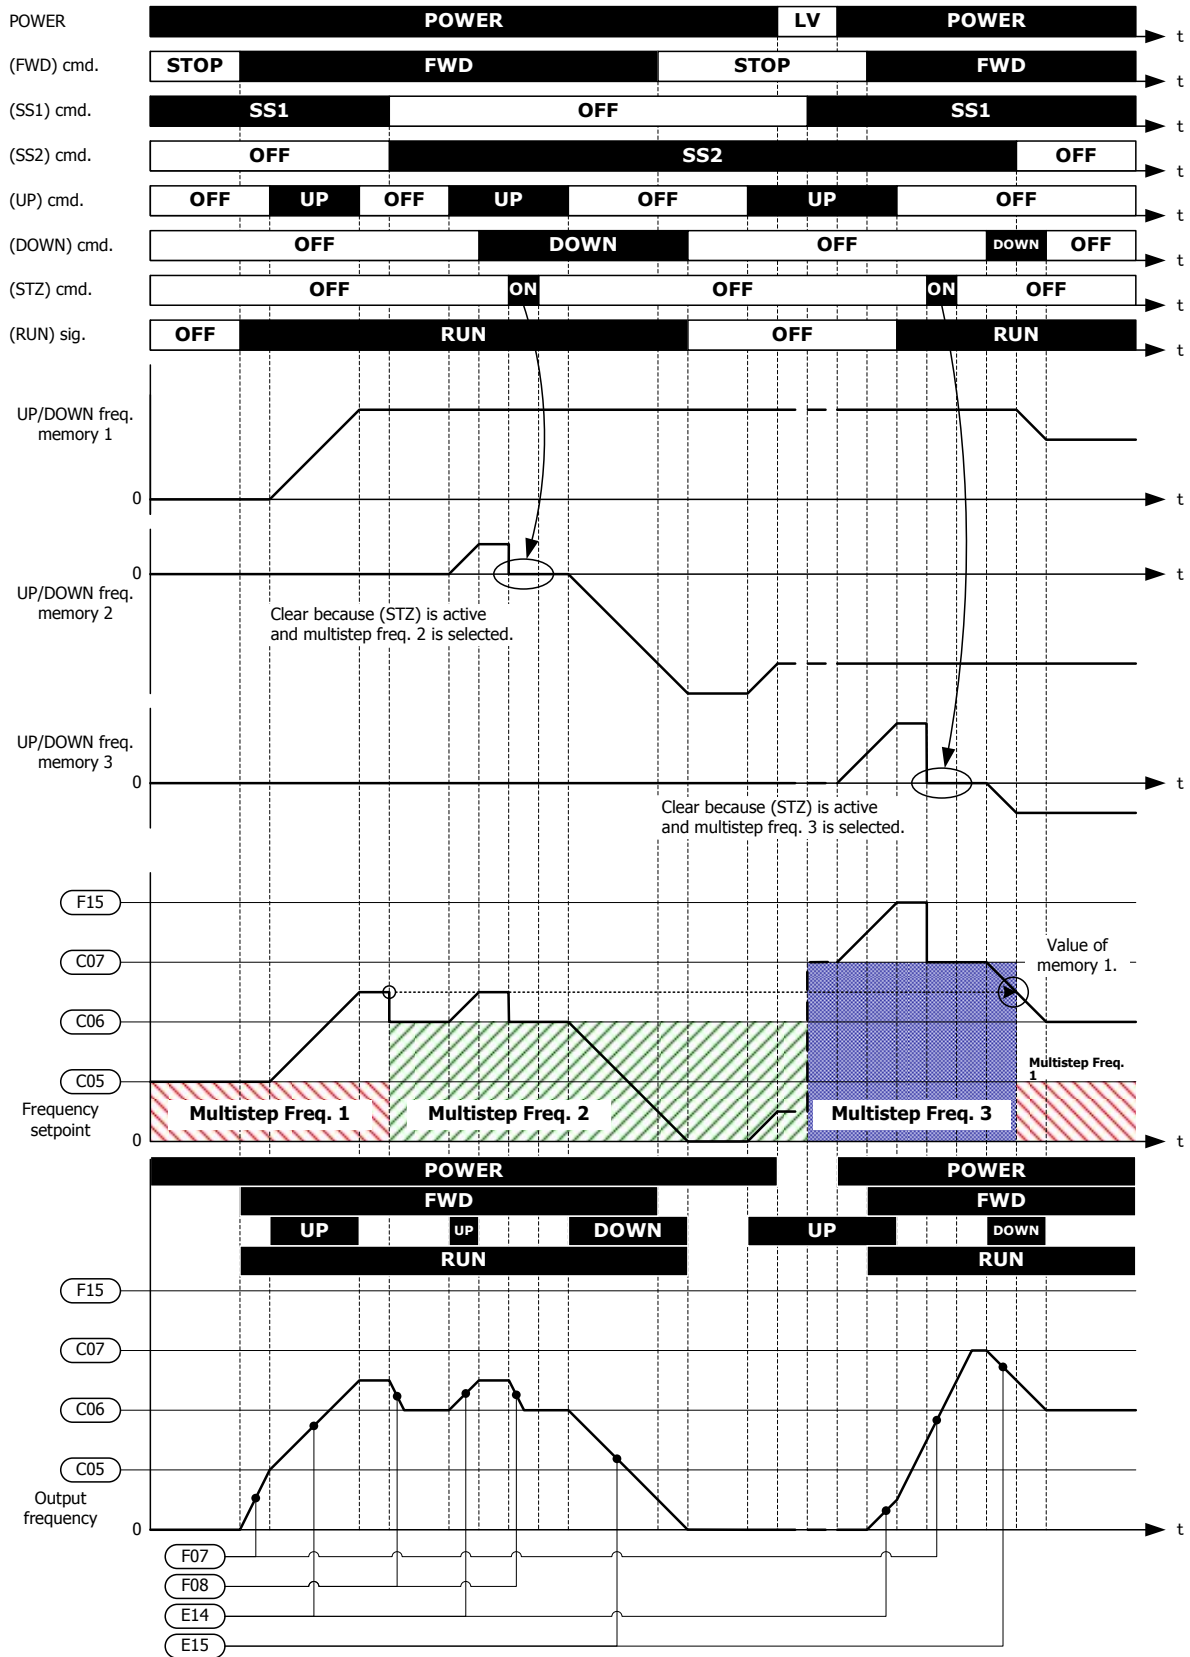 POWER POWER LV POWER t
(FWD) cmd. STOP FWD STOP FWD t
(SS1) cmd. SS1 OFF SS1 t
(SS2) cmd. OFF SS2 OFF t
(UP) cmd. OFF UP OFF UP OFF UP OFF t
(DOWN) cmd. OFF DOWN OFF DOWN OFF t
(STZ) cmd. OFF ON OFF ON OFF t
(RUN) sig. OFF RUN OFF RUN t
UP/DOWN freq.
memory 1
0 t
0 t
UP/DOWN freq.
memory 2
Clear because (STZ) is active
and multistep freq. 2 is selected.
UP/DOWN freq.
memory 3
0 t
Clear because (STZ) is active
and multistep freq. 3 is selected.
F15
C07
Value of
memory 1.
C06
C05
Multistep Freq.
1
Frequency
setpoint
Multistep Freq. 1 Multistep Freq. 2 Multistep Freq. 3
0 t
POWER POWER
FWD FWD
UP UP DOWN UP DOWN
RUN RUN
F15
C07
C06
C05
Output
frequency
0 t
F07
F08
E14
E15